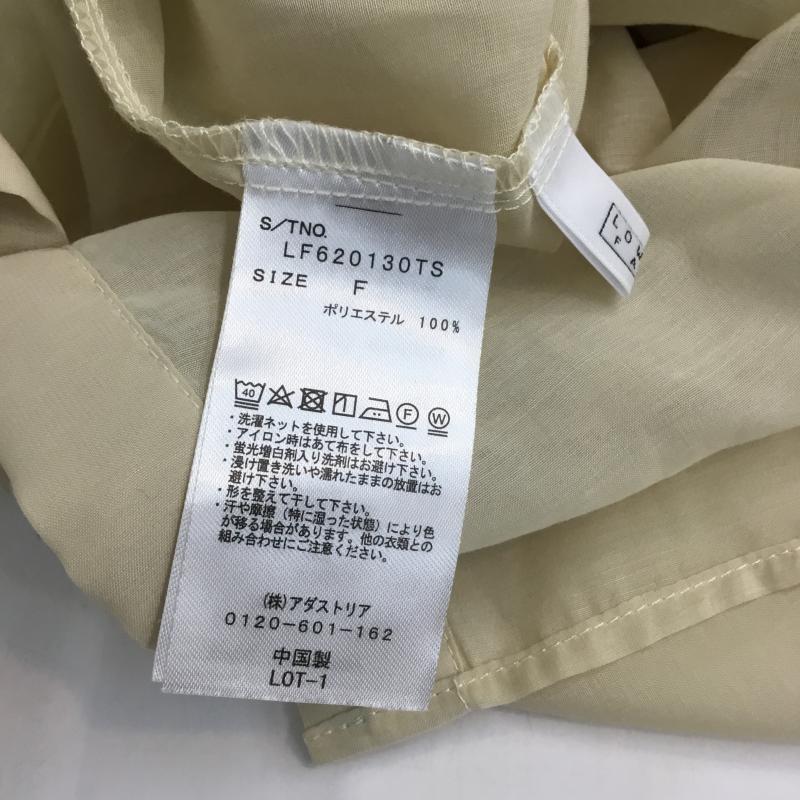 S/TNO.
LF620130TS
SIZE F
ポリエステル 100%
40
F
W
・洗濯ネットを使用して下さい。
・アイロン時はあて布をして下さい。
・蛍光増白剤入り洗剤はお避け下さい。
・浸け置き洗いや濡れたままの放置はお
避け下さい。
・形を整えて干して下さい。
・汗や摩擦（特に湿った状態）により色
が移る場合があります。他の衣類との
組み合わせにご注意ください。
(株)アダストリア
0120-601-162
中国製
LOT-1
L O
F